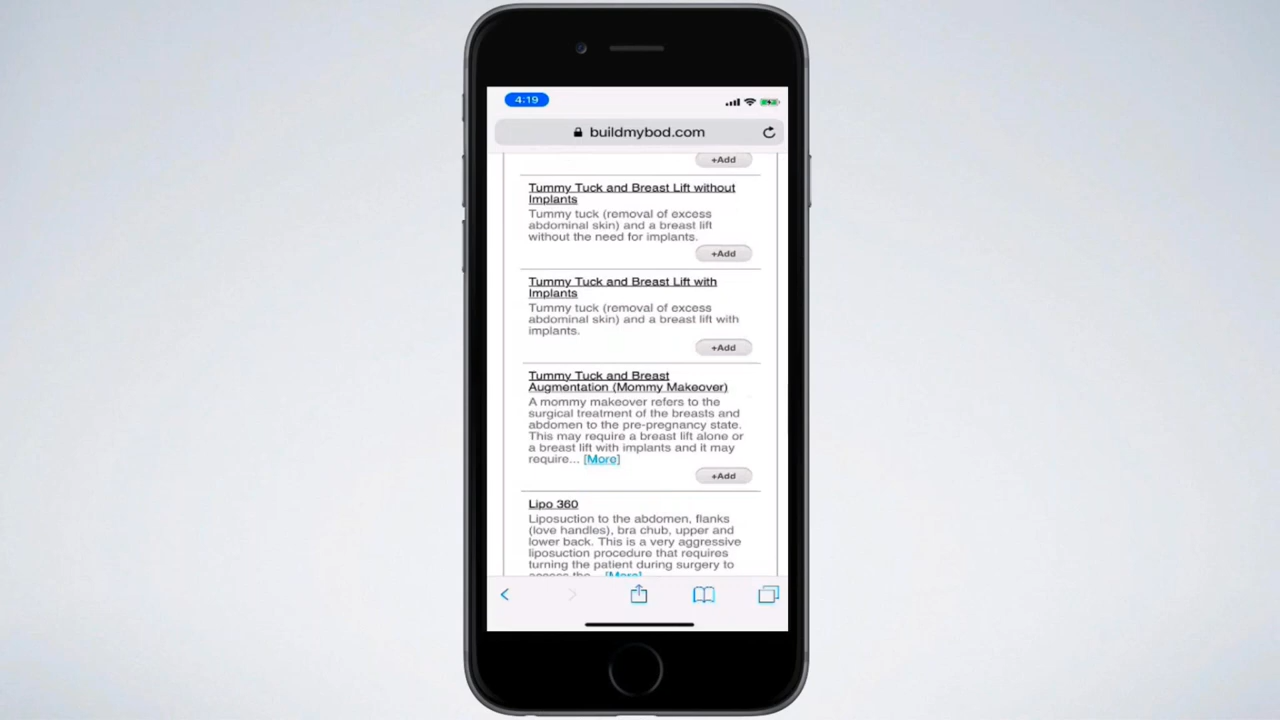 4:19
buildmybod.com
+Add
Tummy Tuck and Breast Lift without
Implants
Tummy tuck (removal of excess
abdominal skin) and a breast lift
without the need for implants.
+Add
Tummy Tuck and Breast Lift with
Implants
Tummy tuck (removal of excess
abdominal skin) and a breast lift with
implants.
+Add
Tummy Tuck and Breast
Augmentation (Mommy Makeover)
A mommy makeover refers to the
surgical treatment of the breasts and
abdomen to the pre-pregnancy state.
This may require a breast lift alone or
a breast lift with implants and it may
require... [More]
+Add
Lipo 360
Liposuction to the abdomen, flanks
(love handles), bra chub, upper and
lower back. This is a very aggressive
liposuction procedure that requires
turning the patient during surgery to
access the... [More]